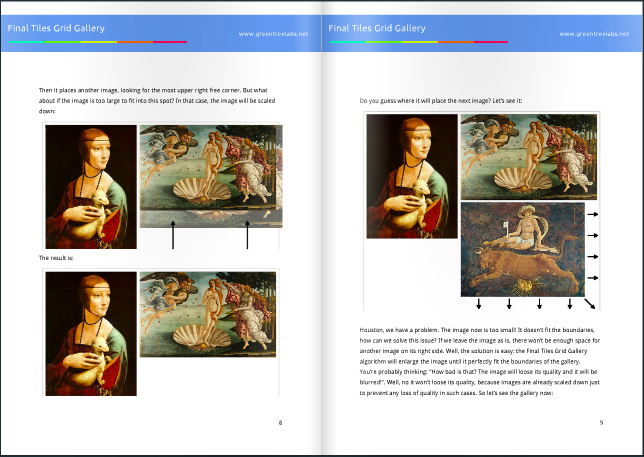 Final Tiles Grid Gallery
www.greentreelabs.net
Then it places another image, looking for the most upper right free corner. But what
about if the image is too large to fit into this spot? In that case, the image will be scaled
down:
The result is:
8
Final Tiles Grid Gallery
www.greentreelabs.net
Do you guess where it will place the next image? Let's see it:
Houston, we have a problem. The image now is too small! It doesn't fit the boundaries,
how can we solve this issue? If we leave the image as is, there won't be enough space for
another image on its right side. Well, the solution is easy: the Final Tiles Grid Gallery
algorithm will enlarge the image until it perfectly fit the boundaries of the gallery.
You're probably thinking: "How bad is that? The image will loose its quality and it will be
blurred!". Well, no it won't loose its quality, because images are already scaled down just
to prevent any loss of quality in such cases. So let's see the gallery now:
9